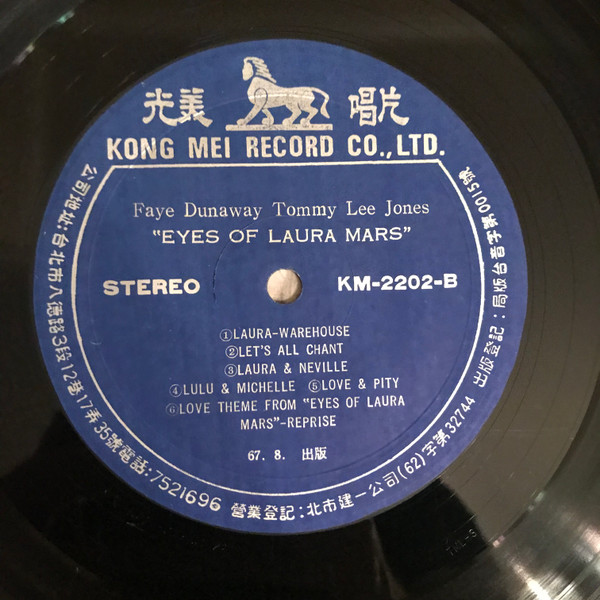 光美 唱片
KONG MEI RECORD CO.,LTD.
Faye Dunaway Tommy Lee Jones
"EYES OF LAURA MARS"
STEREO KM-2202-B
①LAURA-WAREHOUSE
②LET'S ALL CHANT
③LAURA & NEVILLE
④LULU & MICHELLE ⑤LOVE & PITY
⑥LOVE THEME FROM "EYES OF LAURA
MARS"-REPRISE
67. 8. 出版
公司地址:台北市八德路3段12巷17弄35號電話:7521696 營業登記:北市建一公司(62)字第32744 出版登記:局版台音字第0015號